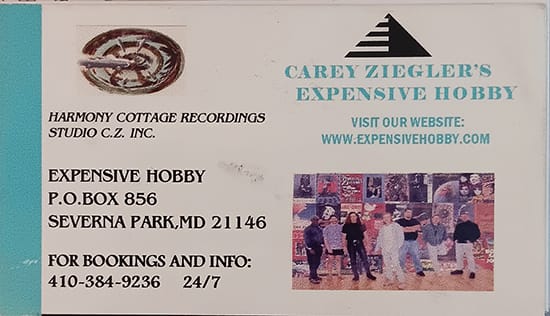 HARMONY COTTAGE RECORDINGS
STUDIO C.Z. INC.
EXPENSIVE HOBBY
P.O.BOX 856
SEVERNA PARK,MD 21146
FOR BOOKINGS AND INFO:
410-384-9236 24/7
CAREY ZIEGLER'S
EXPENSIVE HOBBY
VISIT OUR WEBSITE:
WWW.EXPENSIVEHOBBY.COM